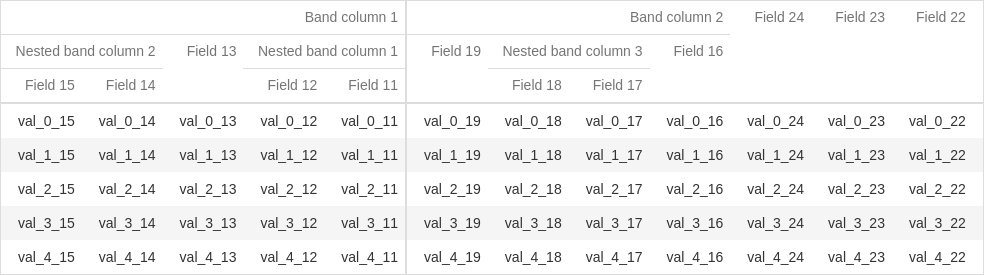 Band column 1 Band column 2 Field 24 Field 23 Field 22
Nested band column 2 Field 13 Nested band column 1 Field 19 Nested band column 3 Field 16
Field 15 Field 14 Field 12 Field 11 Field 18 Field 17
val_0_15 val_0_14 val_0_13 val_0_12 val_0_11 val_0_19 val_0_18 val_0_17 val_0_16 val_0_24 val_0_23 val_0_22
val_1_15 val_1_14 val_1_13 val_1_12 val_1_11 val_1_19 val_1_18 val_1_17 val_1_16 val_1_24 val_1_23 val_1_22
val_2_15 val_2_14 val_2_13 val_2_12 val_2_11 val_2_19 val_2_18 val_2_17 val_2_16 val_2_24 val_2_23 val_2_22
val_3_15 val_3_14 val_3_13 val_3_12 val_3_11 val_3_19 val_3_18 val_3_17 val_3_16 val_3_24 val_3_23 val_3_22
val_4_15 val_4_14 val_4_13 val_4_12 val_4_11 val_4_19 val_4_18 val_4_17 val_4_16 val_4_24 val_4_23 val_4_22